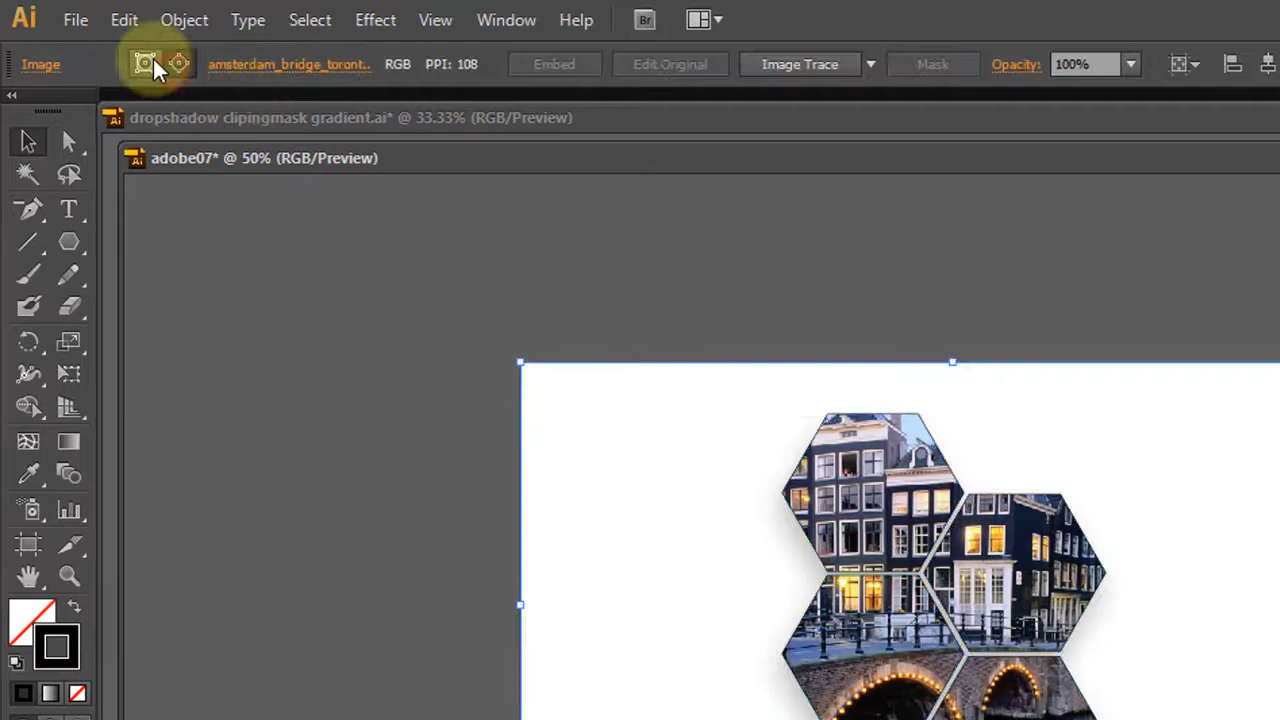 Ai File Edit Object Type Select Effect View Window Help Br
Image amsterdam_bridge_toront.. RGB PPI: 108 Embed Edit Original Image Trace Mask Opacity: 100%
dropshadow clipingmask gradient.ai* @ 33.33% (RGB/Preview)
adobe07* @ 50% (RGB/Preview)
T